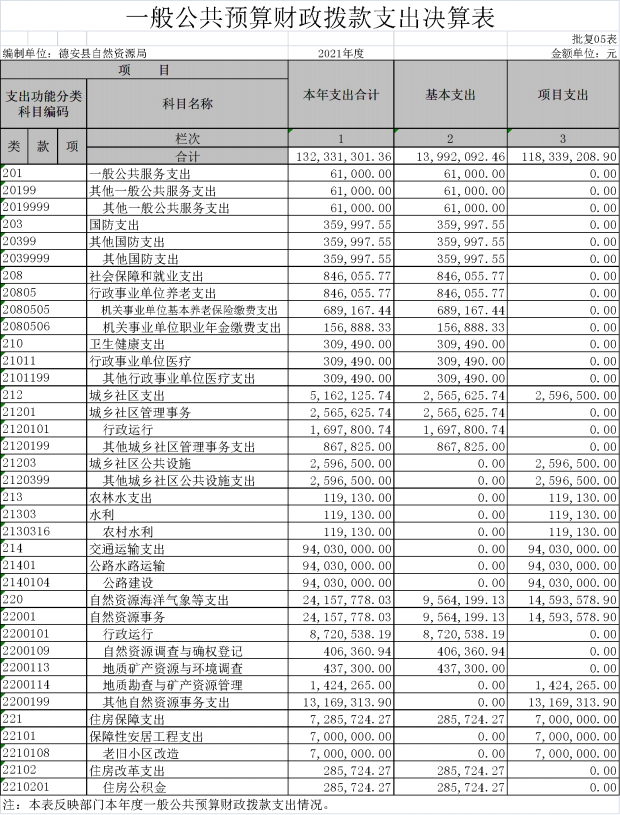 一般公共预算财政拨款支出决算表
批复05表
编制单位：德安县自然资源局 2021年度 金额单位：元
项 目 本年支出合计 基本支出 项目支出
支出功能分类科目编码 科目名称
类 款 项 栏次 1 2 3
合计 132,331,301.36 13,992,092.46 118,339,208.90
201 一般公共服务支出 61,000.00 61,000.00 0.00
20199 其他一般公共服务支出 61,000.00 61,000.00 0.00
2019999 其他一般公共服务支出 61,000.00 61,000.00 0.00
203 国防支出 359,997.55 359,997.55 0.00
20399 其他国防支出 359,997.55 359,997.55 0.00
2039999 其他国防支出 359,997.55 359,997.55 0.00
208 社会保障和就业支出 846,055.77 846,055.77 0.00
20805 行政事业单位养老支出 846,055.77 846,055.77 0.00
2080505 机关事业单位基本养老保险缴费支出 689,167.44 689,167.44 0.00
2080506 机关事业单位职业年金缴费支出 156,888.33 156,888.33 0.00
210 卫生健康支出 309,490.00 309,490.00 0.00
21011 行政事业单位医疗 309,490.00 309,490.00 0.00
2101199 其他行政事业单位医疗支出 309,490.00 309,490.00 0.00
212 城乡社区支出 5,162,125.74 2,565,625.74 2,596,500.00
21201 城乡社区管理事务 2,565,625.74 2,565,625.74 0.00
2120101 行政运行 1,697,800.74 1,697,800.74 0.00
2120199 其他城乡社区管理事务支出 867,825.00 867,825.00 0.00
21203 城乡社区公共设施 2,596,500.00 0.00 2,596,500.00
2120399 其他城乡社区公共设施支出 2,596,500.00 0.00 2,596,500.00
213 农林水支出 119,130.00 0.00 119,130.00
21303 水利 119,130.00 0.00 119,130.00
2130316 农村水利 119,130.00 0.00 119,130.00
214 交通运输支出 94,030,000.00 0.00 94,030,000.00
21401 公路水路运输 94,030,000.00 0.00 94,030,000.00
2140104 公路建设 94,030,000.00 0.00 94,030,000.00
220 自然资源海洋气象等支出 24,157,778.03 9,564,199.13 14,593,578.90
22001 自然资源事务 24,157,778.03 9,564,199.13 14,593,578.90
2200101 行政运行 8,720,538.19 8,720,538.19 0.00
2200109 自然资源调查与确权登记 406,360.94 406,360.94 0.00
2200113 地质矿产资源与环境调查 437,300.00 437,300.00 0.00
2200114 地质勘查与矿产资源管理 1,424,265.00 0.00 1,424,265.00
2200199 其他自然资源事务支出 13,169,313.90 0.00 13,169,313.90
221 住房保障支出 7,285,724.27 285,724.27 7,000,000.00
22101 保障性安居工程支出 7,000,000.00 0.00 7,000,000.00
2210108 老旧小区改造 7,000,000.00 0.00 7,000,000.00
22102 住房改革支出 285,724.27 285,724.27 0.00
2210201 住房公积金 285,724.27 285,724.27 0.00
注：本表反映部门本年度一般公共预算财政拨款支出情况。